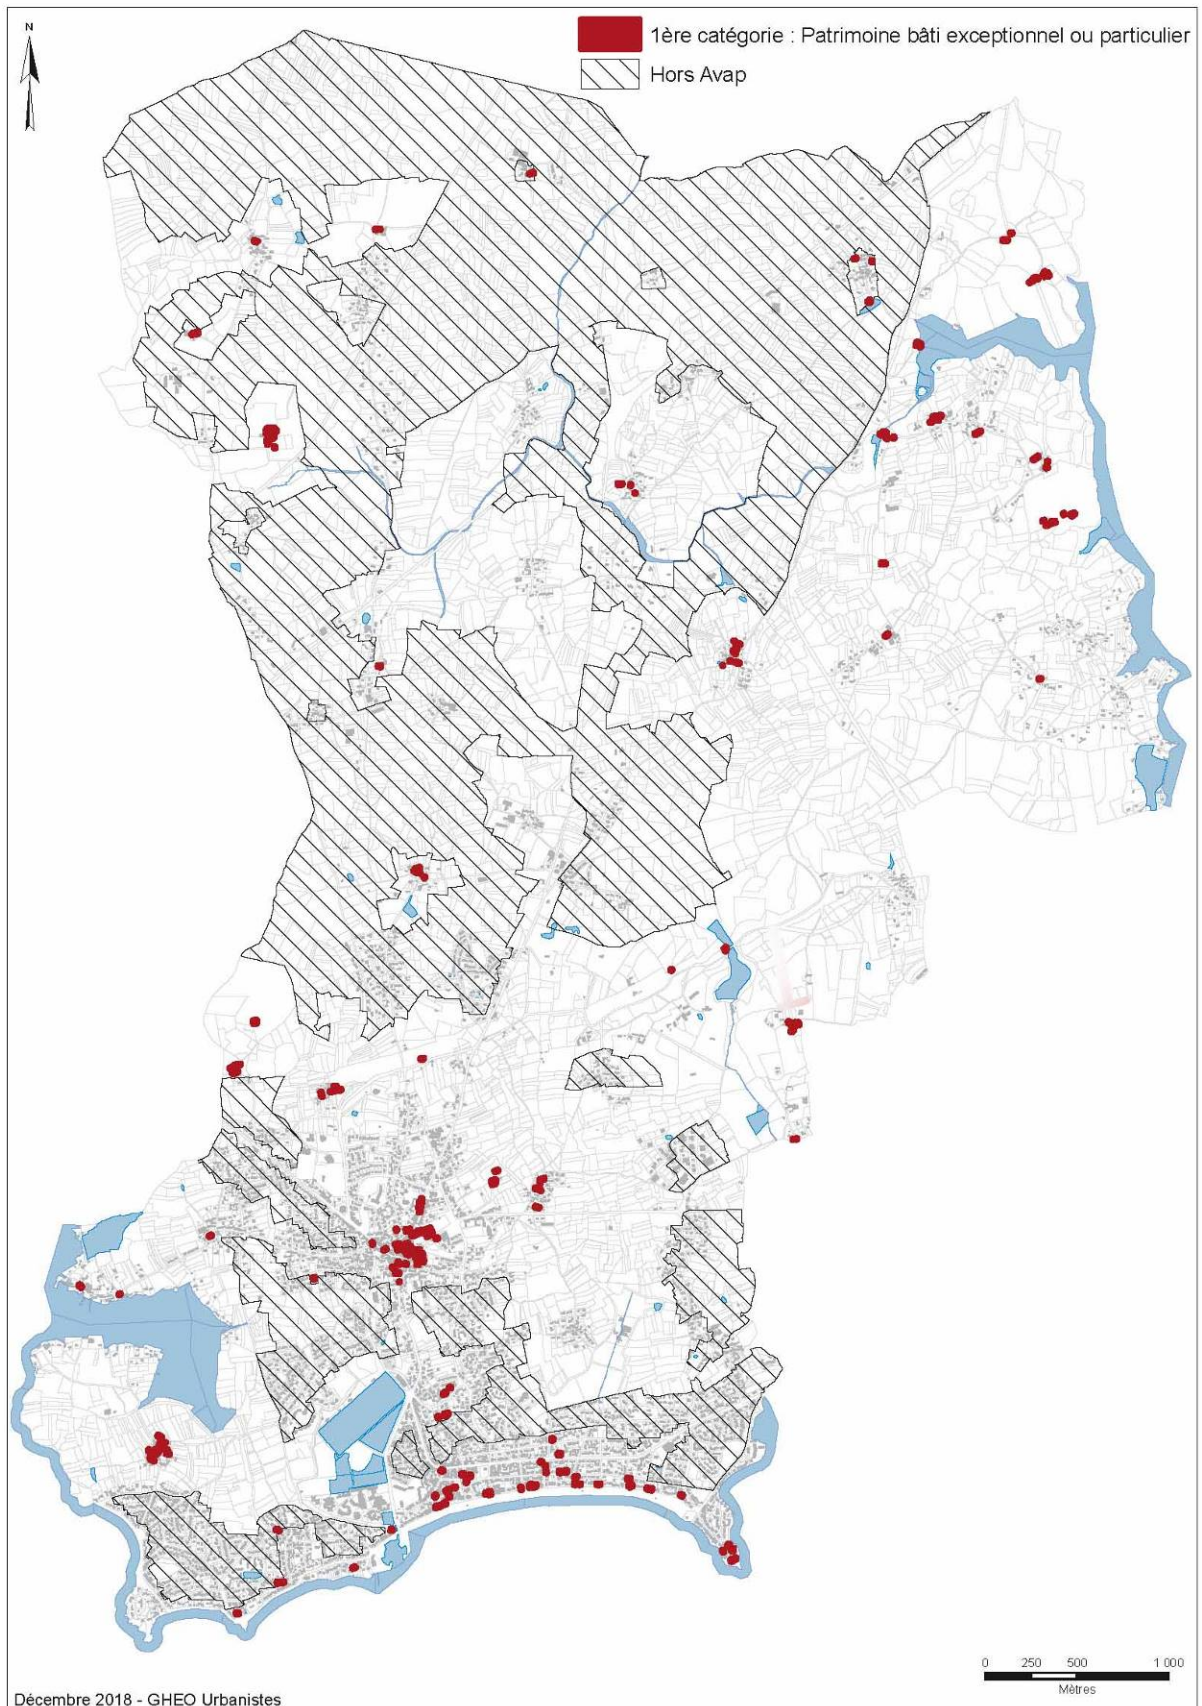 N
1ère catégorie : Patrimoine bâti exceptionnel ou particulier
Hors Avap
0 250 500 1 000
Mètres
Décembre 2018 - GHEO Urbanistes